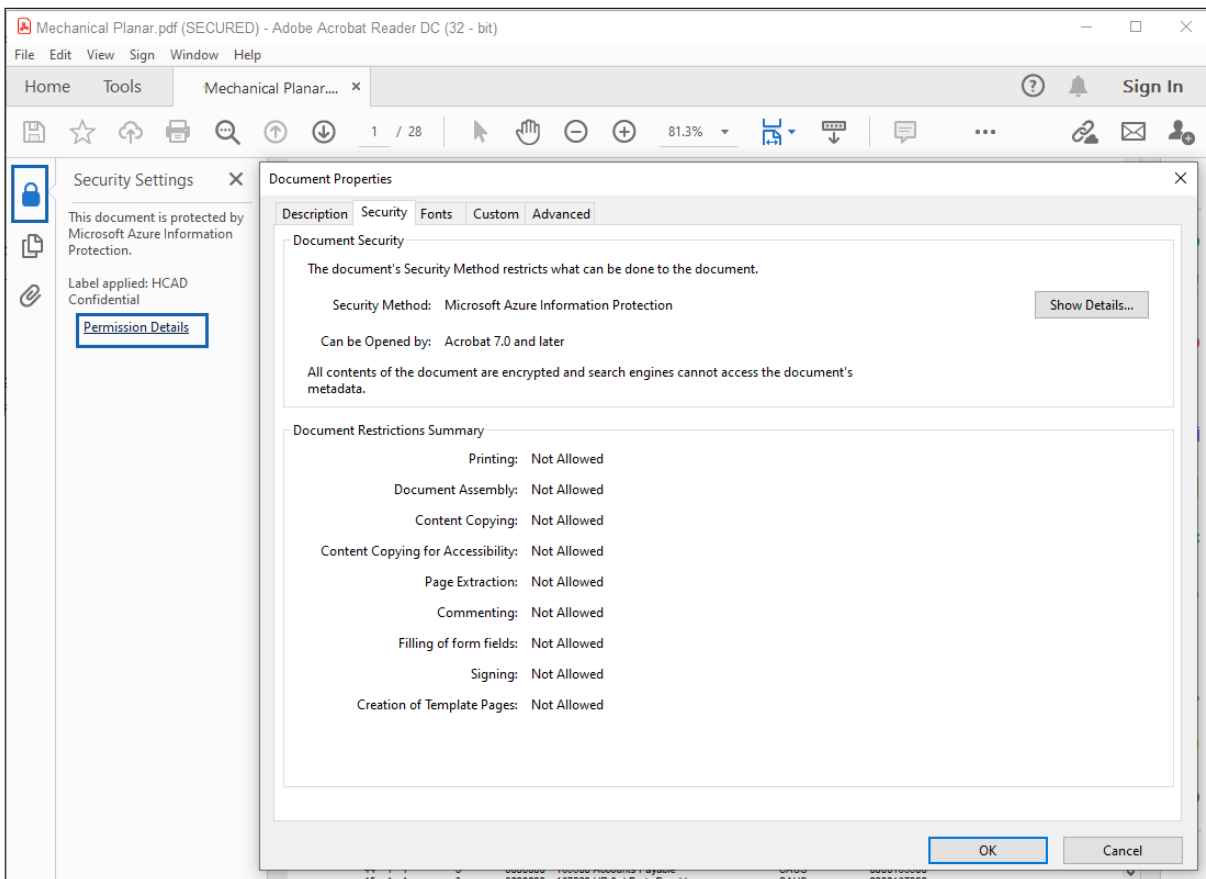 Mechanical Planar.pdf (SECURED) - Adobe Acrobat Reader DC (32 - bit)
File Edit View Sign Window Help
Home Tools Mechanical Planar.... × Sign In
1 / 28 81.3%
Security Settings
This document is protected by
Microsoft Azure Information
Protection.
Label applied: HCAD
Confidential
Permission Details
Document Properties
Description Security Fonts Custom Advanced
Document Security
The document's Security Method restricts what can be done to the document.
Security Method: Microsoft Azure Information Protection
Show Details...
Can be Opened by: Acrobat 7.0 and later
All contents of the document are encrypted and search engines cannot access the document's
metadata.
Document Restrictions Summary
Printing: Not Allowed
Document Assembly: Not Allowed
Content Copying: Not Allowed
Content Copying for Accessibility: Not Allowed
Page Extraction: Not Allowed
Commenting: Not Allowed
Filling of form fields: Not Allowed
Signing: Not Allowed
Creation of Template Pages: Not Allowed
OK Cancel
Accounts Payable